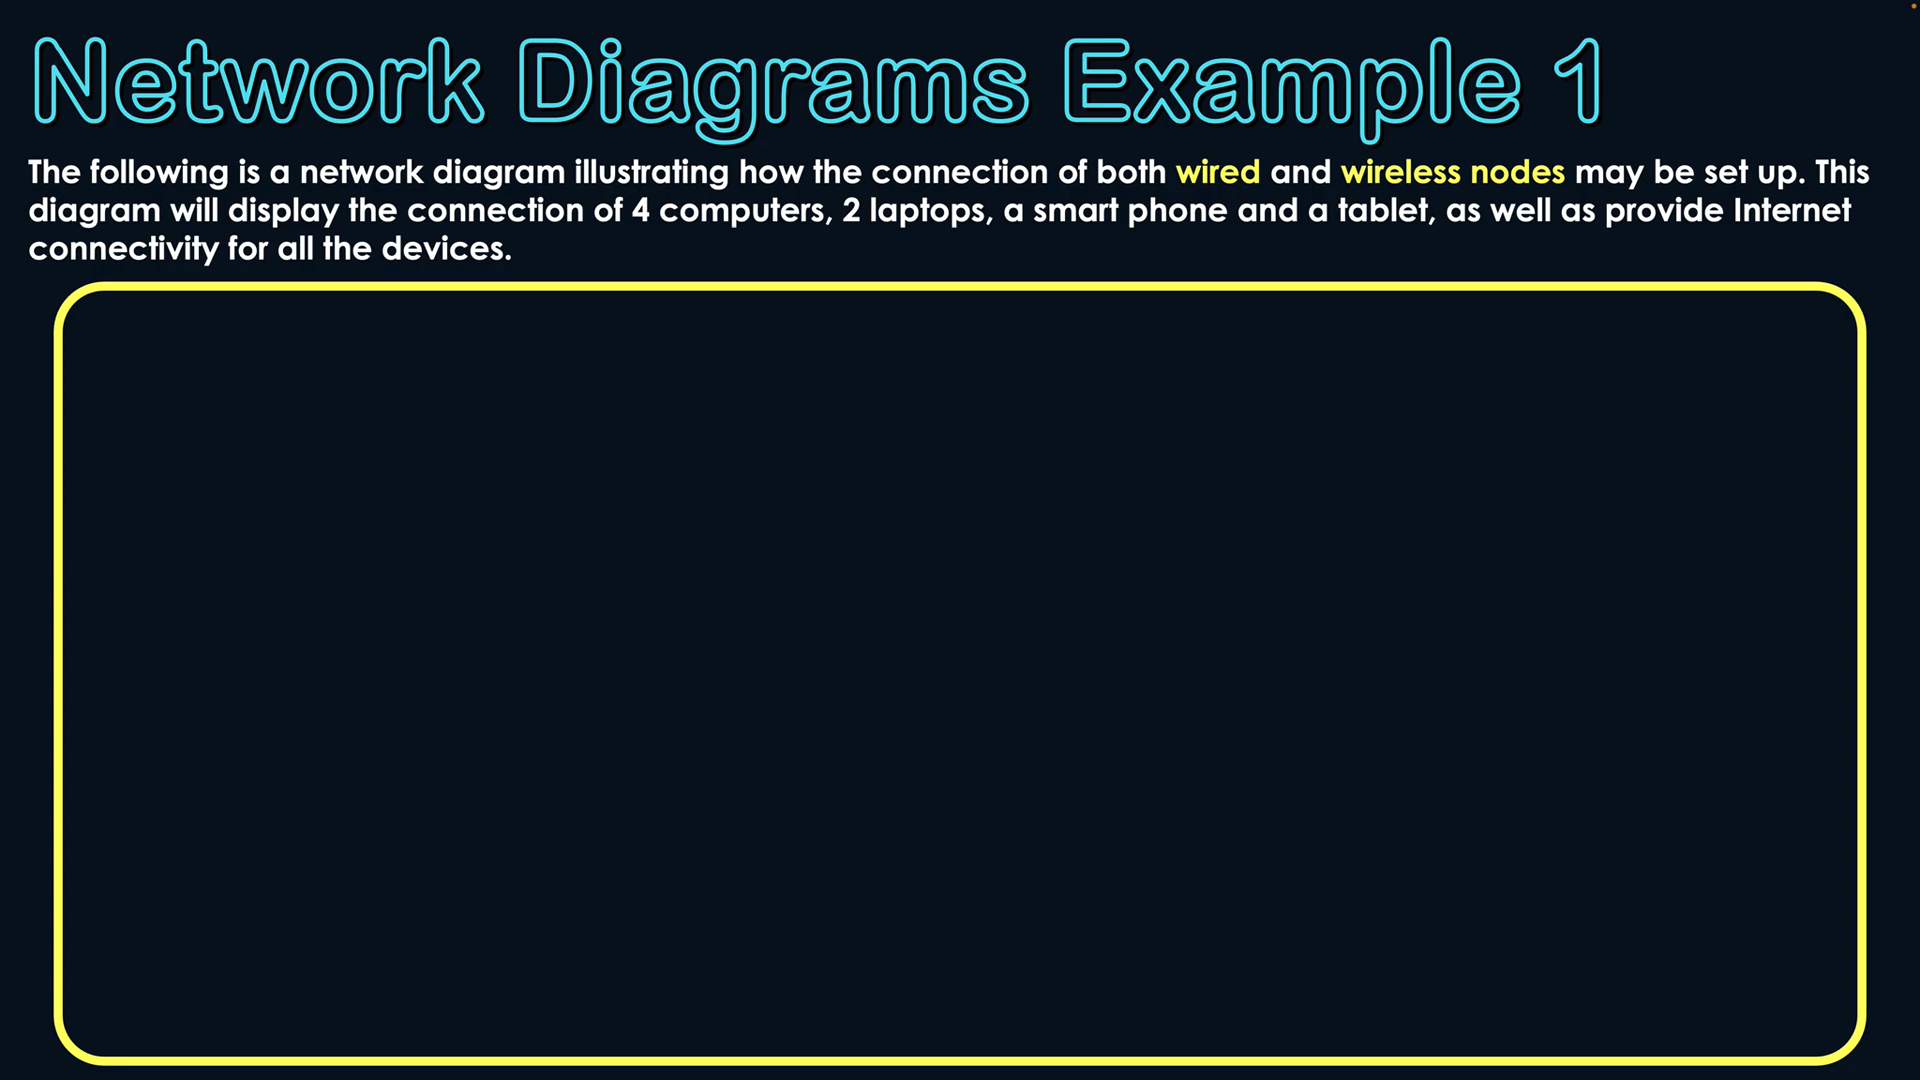 Network Diagrams Example 1
The following is a network diagram illustrating how the connection of both wired and wireless nodes may be set up. This
diagram will display the connection of 4 computers, 2 laptops, a smart phone and a tablet, as well as provide Internet
connectivity for all the devices.